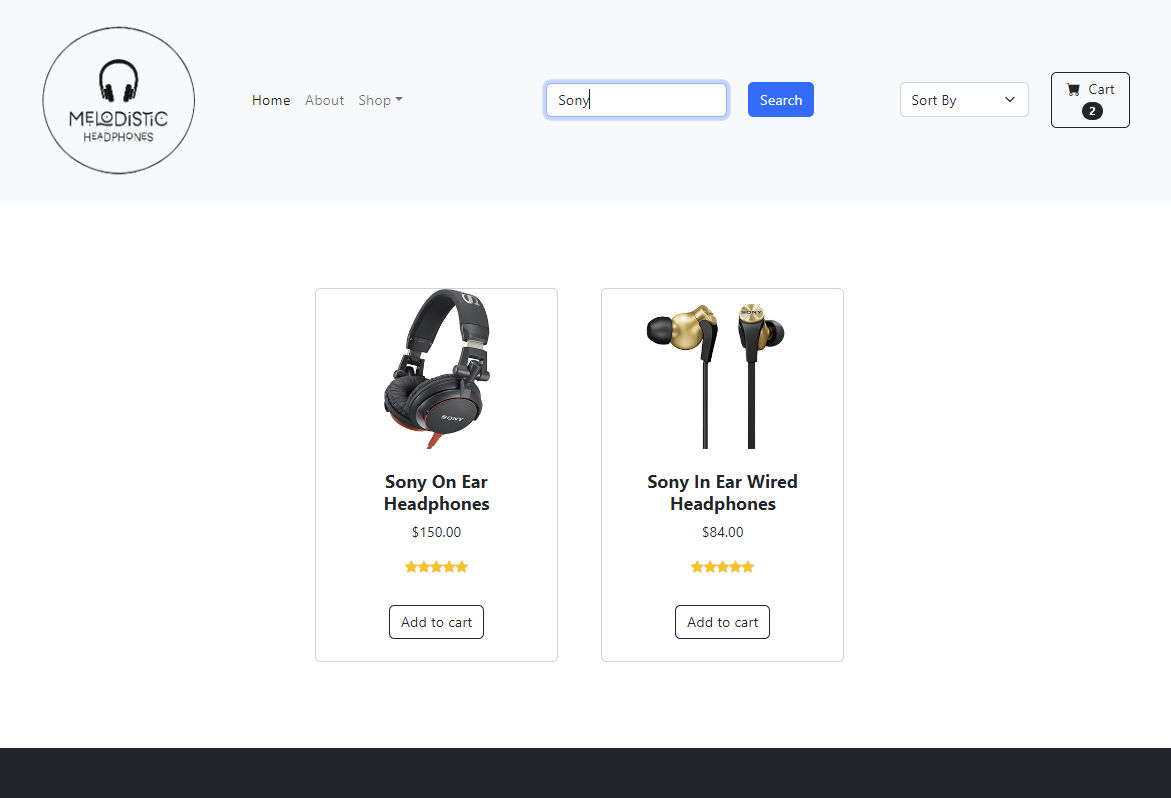 MELODISTIC
HEADPHONES
Home About Shop
Sony
Search
Sort By
Cart
2
SONY
SONY
Sony On Ear
Headphones
$150.00
Add to cart
Sony In Ear Wired
Headphones
$84.00
Add to cart